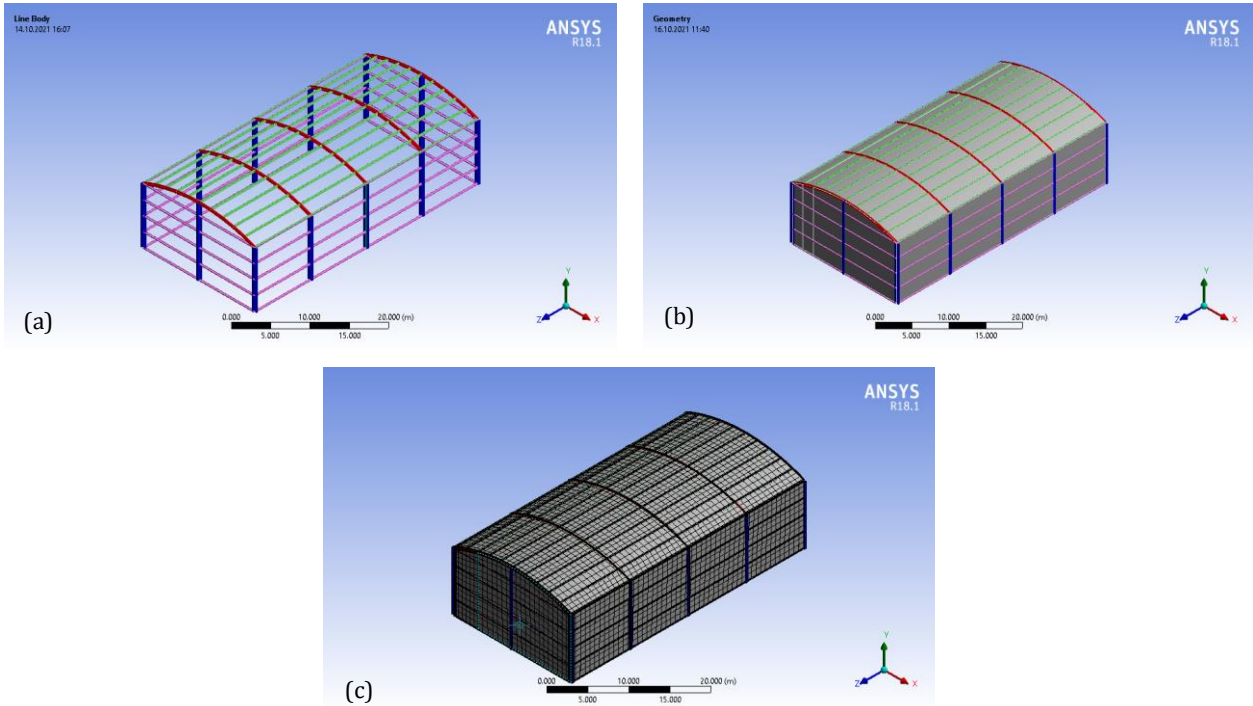 Line Body
14.10.2021 16:07
ANSYS
R18.1
Y
Z
X
0.000
10.000
20.000 (m)
5.000
15.000
(a)
Geometry
16.10.2021 11:40
ANSYS
R18.1
Y
Z
X
0.000
10.000
20.000 (m)
5.000
15.000
(b)
ANSYS
R18.1
Y
Z
X
0.000
10.000
20.000 (m)
5.000
15.000
(c)